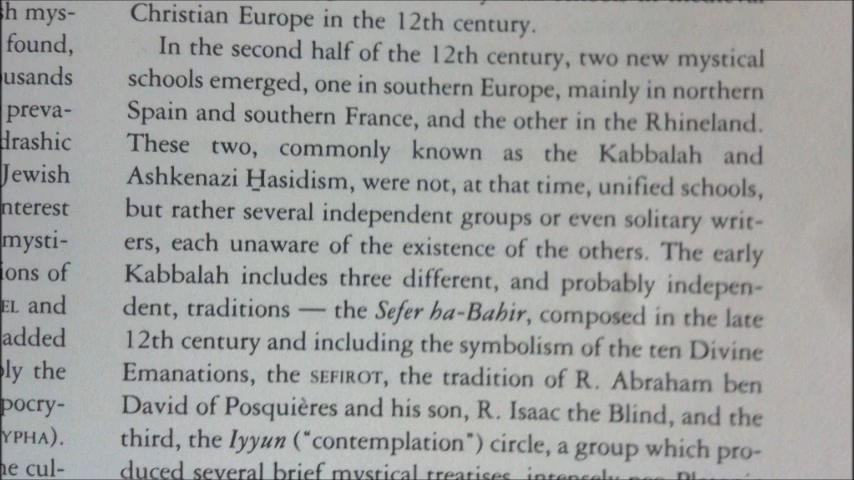 h mys-
found,
usands
preva-
drashic
Jewish
nterest
mysti-
ions of
EL and
added
ly the
pocry-
YPHA).
e cul-
Christian Europe in the 12th century.
In the second half of the 12th century, two new mystical
schools emerged, one in southern Europe, mainly in northern
Spain and southern France, and the other in the Rhineland.
These two, commonly known as the Kabbalah and
Ashkenazi Ḥasidism, were not, at that time, unified schools,
but rather several independent groups or even solitary writ-
ers, each unaware of the existence of the others. The early
Kabbalah includes three different, and probably indepen-
dent, traditions — the Sefer ha-Bahir, composed in the late
12th century and including the symbolism of the ten Divine
Emanations, the SEFIROT, the tradition of R. Abraham ben
David of Posquières and his son, R. Isaac the Blind, and the
third, the Iyyun ("contemplation") circle, a group which pro-
duced several brief mystical treatises, intensely